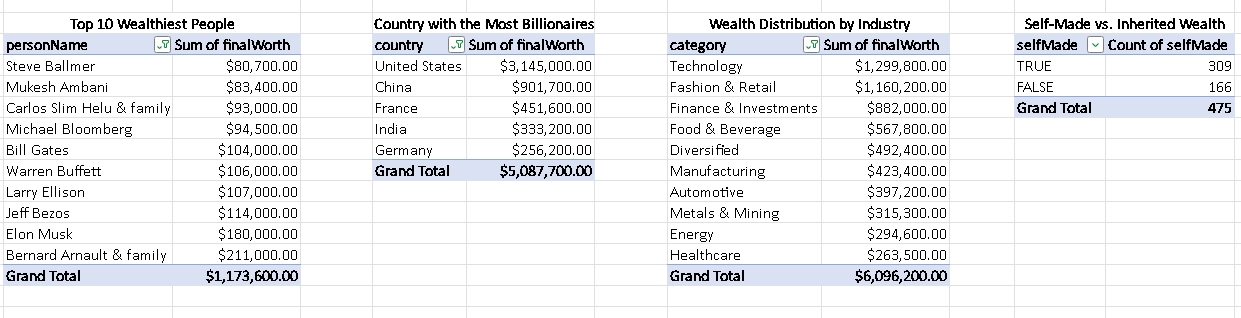 Top 10 Wealthiest People
personName Sum of finalWorth
Steve Ballmer $80,700.00
Mukesh Ambani $83,400.00
Carlos Slim Helu & family $93,000.00
Michael Bloomberg $94,500.00
Bill Gates $104,000.00
Warren Buffett $106,000.00
Larry Ellison $107,000.00
Jeff Bezos $114,000.00
Elon Musk $180,000.00
Bernard Arnault & family $211,000.00
Grand Total $1,173,600.00
Country with the Most Billionaires
country Sum of finalWorth
United States $3,145,000.00
China $901,700.00
France $451,600.00
India $333,200.00
Germany $256,200.00
Grand Total $5,087,700.00
Wealth Distribution by Industry
category Sum of finalWorth
Technology $1,299,800.00
Fashion & Retail $1,160,200.00
Finance & Investments $882,000.00
Food & Beverage $567,800.00
Diversified $492,400.00
Manufacturing $423,400.00
Automotive $397,200.00
Metals & Mining $315,300.00
Energy $294,600.00
Healthcare $263,500.00
Grand Total $6,096,200.00
Self-Made vs. Inherited Wealth
selfMade Count of selfMade
TRUE 309
FALSE 166
Grand Total 475